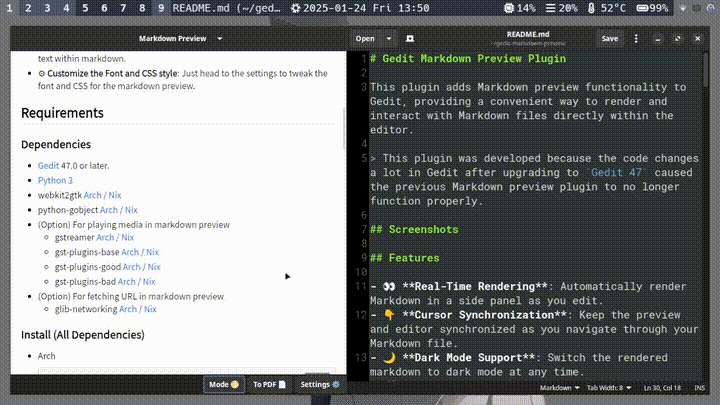 1 2 3 4 5 6 7 8 9 README.md (~/ged… 2025-01-24 Fri 13:50 14% 20% 52°C 99%
Markdown Preview
Open
README.md
Save
text within markdown.
• ⚙ Customize the Font and CSS style: Just head to the settings to tweak the
font and CSS for the markdown preview.
Requirements
Dependencies
• Gedit 47.0 or later.
• Python 3
• webkit2gtk Arch / Nix
• python-gobject Arch / Nix
• (Option) For playing media in markdown preview
◦ gstreamer Arch / Nix
◦ gst-plugins-base Arch / Nix
◦ gst-plugins-good Arch / Nix
◦ gst-plugins-bad Arch / Nix
• (Option) For fetching URL in markdown preview
◦ glib-networking Arch / Nix
Install (All Dependencies)
• Arch
Mode 🌞 To PDF 📄 Settings ⚙
1 # Gedit Markdown Preview Plugin
2
3 This plugin adds Markdown preview functionality to
Gedit, providing a convenient way to render and
interact with Markdown files directly within the
editor.
4
5 > This plugin was developed because the code changes
a lot in Gedit after upgrading to `Gedit 47` caused
the previous Markdown preview plugin to no longer
function properly.
6
7 ## Screenshots
8
9 ## Features
10
11 - 👀 **Real-Time Rendering**: Automatically render
Markdown in a side panel as you edit.
12 - 👇 **Cursor Synchronization**: Keep the preview
and editor synchronized as you navigate through your
Markdown file.
13 - 🌙 **Dark Mode Support**: Switch the rendered
markdown to dark mode at any time.
Markdown Tab Width: 8 Ln 30, Col 18 INS